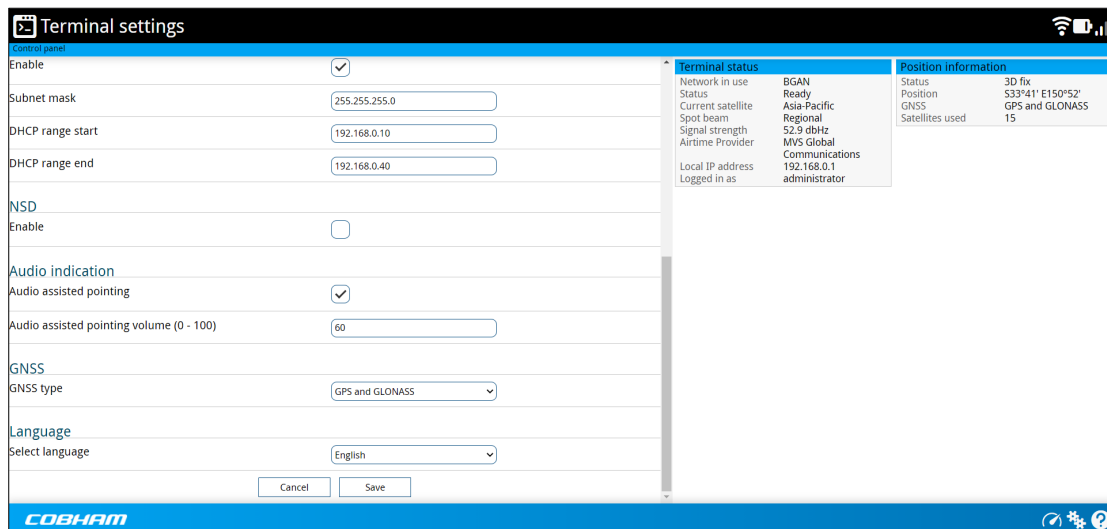 Terminal settings
Control panel
Enable
Subnet mask
255.255.255.0
DHCP range start
192.168.0.10
DHCP range end
192.168.0.40
NSD
Enable
Audio indication
Audio assisted pointing
Audio assisted pointing volume (0 - 100)
60
GNSS
GNSS type
GPS and GLONASS
Language
Select language
English
Cancel
Save
Terminal status
Network in use BGAN
Status Ready
Current satellite Asia-Pacific
Spot beam Regional
Signal strength 52.9 dbHz
Airtime Provider MVS Global
Communications
Local IP address 192.168.0.1
Logged in as administrator
Position information
Status 3D fix
Position S33°41' E150°52'
GNSS GPS and GLONASS
Satellites used 15
COBHAM